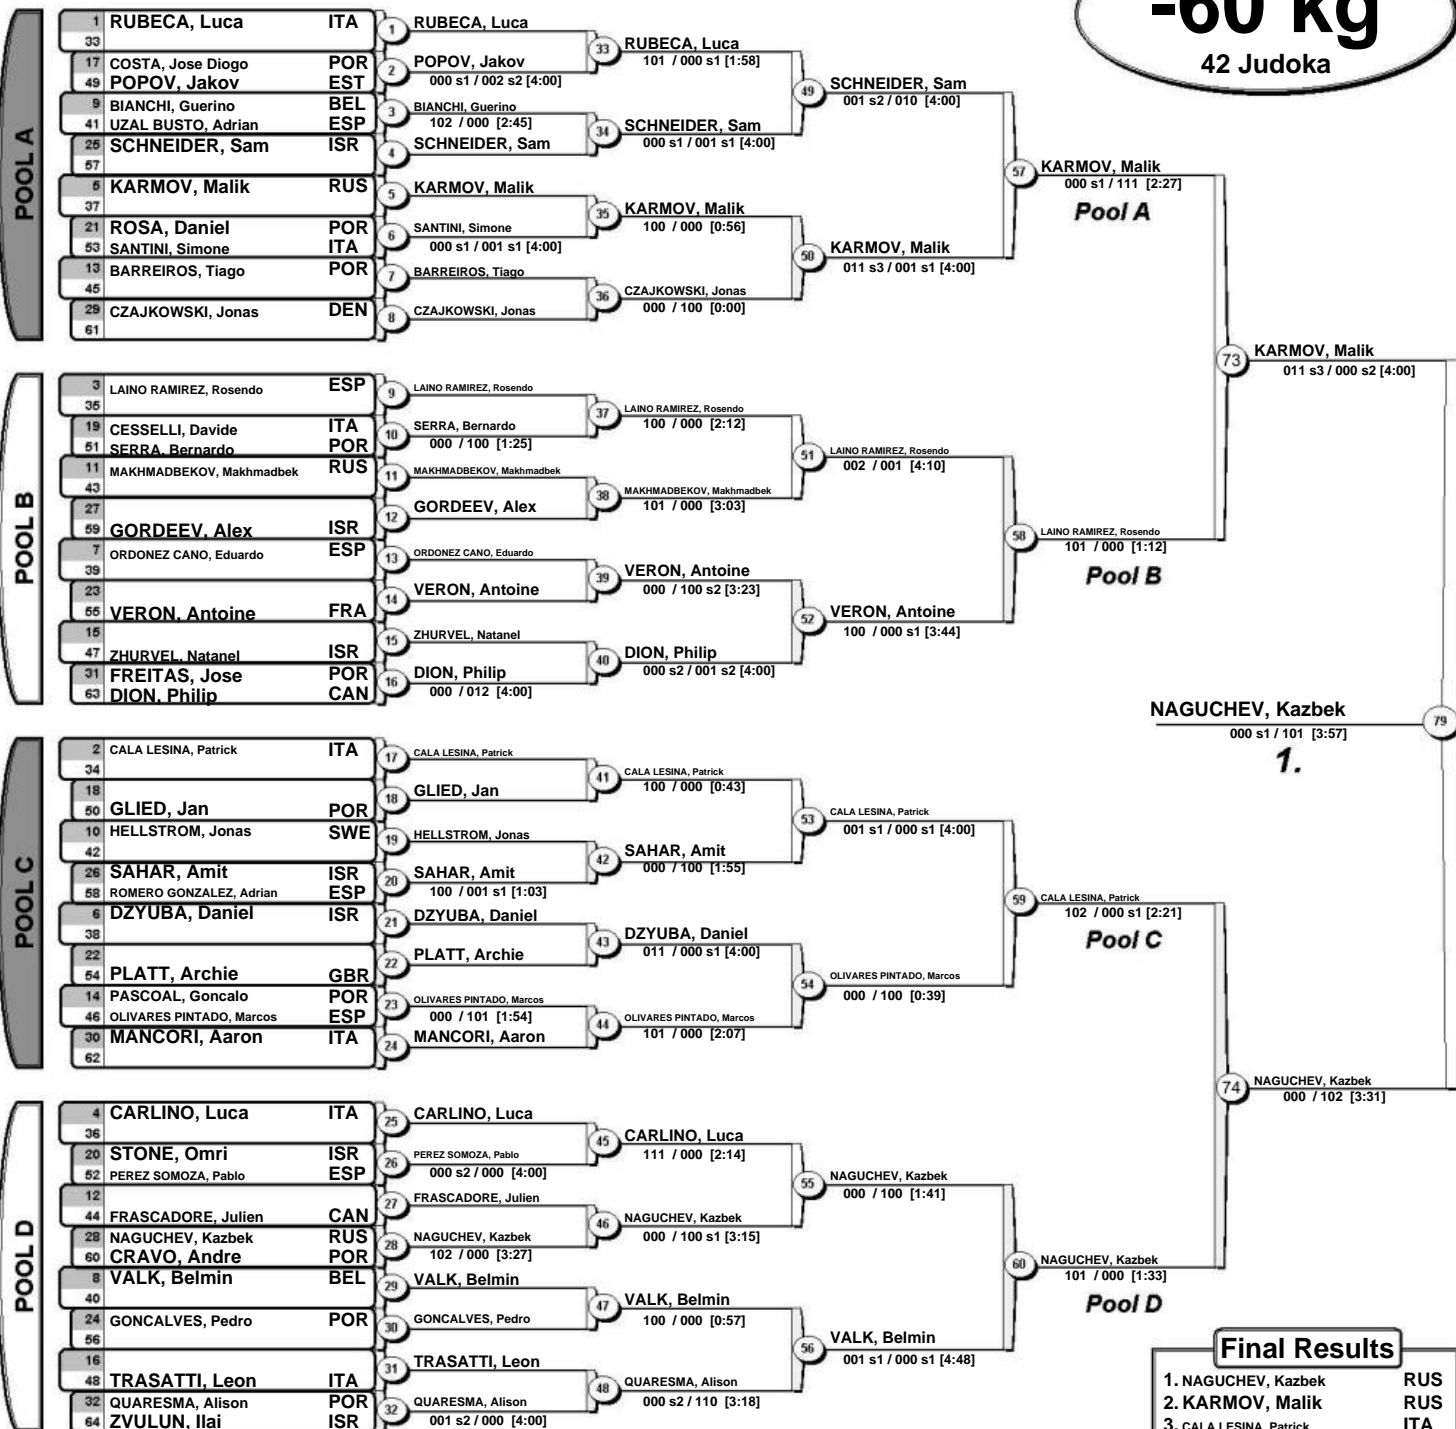 -60 kg
42 Judoka
POOL A
1 RUBECA, Luca ITA
33
17 COSTA, Jose Diogo POR
49 POPOV, Jakov EST
9 BIANCHI, Guerino BEL
41 UZAL BUSTO, Adrian ESP
25 SCHNEIDER, Sam ISR
57
5 KARMOV, Malik RUS
37
21 ROSA, Daniel POR
53 SANTINI, Simone ITA
13 BARREIROS, Tiago POR
45
29 CZAJKOWSKI, Jonas DEN
61
1 RUBECA, Luca
2 POPOV, Jakov
000 s1 / 002 s2 [4:00]
3 BIANCHI, Guerino
102 / 000 [2:45]
4 SCHNEIDER, Sam
5 KARMOV, Malik
6 SANTINI, Simone
000 s1 / 001 s1 [4:00]
7 BARREIROS, Tiago
8 CZAJKOWSKI, Jonas
33 RUBECA, Luca
101 / 000 s1 [1:58]
34 SCHNEIDER, Sam
000 s1 / 001 s1 [4:00]
35 KARMOV, Malik
100 / 000 [0:56]
36 CZAJKOWSKI, Jonas
000 / 100 [0:00]
49 SCHNEIDER, Sam
001 s2 / 010 [4:00]
50 KARMOV, Malik
011 s3 / 001 s1 [4:00]
57 KARMOV, Malik
000 s1 / 111 [2:27]
Pool A
POOL B
3 LAINO RAMIREZ, Rosendo ESP
35
19 CESSELLI, Davide ITA
51 SERRA, Bernardo POR
11 MAKHMADBEKOV, Makhmadbek RUS
43
27
59 GORDEEV, Alex ISR
7 ORDONEZ CANO, Eduardo ESP
39
23
55 VERON, Antoine FRA
15
47 ZHURVEL, Natanel ISR
31 FREITAS, Jose POR
63 DION, Philip CAN
9 LAINO RAMIREZ, Rosendo
10 SERRA, Bernardo
000 / 100 [1:25]
11 MAKHMADBEKOV, Makhmadbek
12 GORDEEV, Alex
13 ORDONEZ CANO, Eduardo
14 VERON, Antoine
15 ZHURVEL, Natanel
16 DION, Philip
000 / 012 [4:00]
37 LAINO RAMIREZ, Rosendo
100 / 000 [2:12]
38 MAKHMADBEKOV, Makhmadbek
101 / 000 [3:03]
39 VERON, Antoine
000 / 100 s2 [3:23]
40 DION, Philip
000 s2 / 001 s2 [4:00]
51 LAINO RAMIREZ, Rosendo
002 / 001 [4:10]
52 VERON, Antoine
100 / 000 s1 [3:44]
58 LAINO RAMIREZ, Rosendo
101 / 000 [1:12]
Pool B
73 KARMOV, Malik
011 s3 / 000 s2 [4:00]
NAGUCHEV, Kazbek 79
000 s1 / 101 [3:57]
1.
POOL C
2 CALA LESINA, Patrick ITA
34
18
50 GLIED, Jan POR
10 HELLSTROM, Jonas SWE
42
26 SAHAR, Amit ISR
58 ROMERO GONZALEZ, Adrian ESP
6 DZYUBA, Daniel ISR
38
22
54 PLATT, Archie GBR
14 PASCOAL, Goncalo POR
46 OLIVARES PINTADO, Marcos ESP
30 MANCORI, Aaron ITA
62
17 CALA LESINA, Patrick
18 GLIED, Jan
19 HELLSTROM, Jonas
20 SAHAR, Amit
100 / 001 s1 [1:03]
21 DZYUBA, Daniel
22 PLATT, Archie
23 OLIVARES PINTADO, Marcos
000 / 101 [1:54]
24 MANCORI, Aaron
41 CALA LESINA, Patrick
100 / 000 [0:43]
42 SAHAR, Amit
000 / 100 [1:55]
43 DZYUBA, Daniel
011 / 000 s1 [4:00]
44 OLIVARES PINTADO, Marcos
101 / 000 [2:07]
53 CALA LESINA, Patrick
001 s1 / 000 s1 [4:00]
54 OLIVARES PINTADO, Marcos
000 / 100 [0:39]
59 CALA LESINA, Patrick
102 / 000 s1 [2:21]
Pool C
POOL D
4 CARLINO, Luca ITA
36
20 STONE, Omri ISR
52 PEREZ SOMOZA, Pablo ESP
12
44 FRASCADORE, Julien CAN
28 NAGUCHEV, Kazbek RUS
60 CRAVO, Andre POR
8 VALK, Belmin BEL
40
24 GONCALVES, Pedro POR
56
16
48 TRASATTI, Leon ITA
32 QUARESMA, Alison POR
64 ZVULUN, Ilai ISR
25 CARLINO, Luca
26 PEREZ SOMOZA, Pablo
000 s2 / 000 [4:00]
27 FRASCADORE, Julien
28 NAGUCHEV, Kazbek
102 / 000 [3:27]
29 VALK, Belmin
30 GONCALVES, Pedro
31 TRASATTI, Leon
32 QUARESMA, Alison
001 s2 / 000 [4:00]
45 CARLINO, Luca
111 / 000 [2:14]
46 NAGUCHEV, Kazbek
000 / 100 s1 [3:15]
47 VALK, Belmin
100 / 000 [0:57]
48 QUARESMA, Alison
000 s2 / 110 [3:18]
55 NAGUCHEV, Kazbek
000 / 100 [1:41]
56 VALK, Belmin
001 s1 / 000 s1 [4:48]
60 NAGUCHEV, Kazbek
101 / 000 [1:33]
Pool D
74 NAGUCHEV, Kazbek
000 / 102 [3:31]
Final Results
1. NAGUCHEV, Kazbek RUS
2. KARMOV, Malik RUS
3. CALA LESINA, Patrick ITA